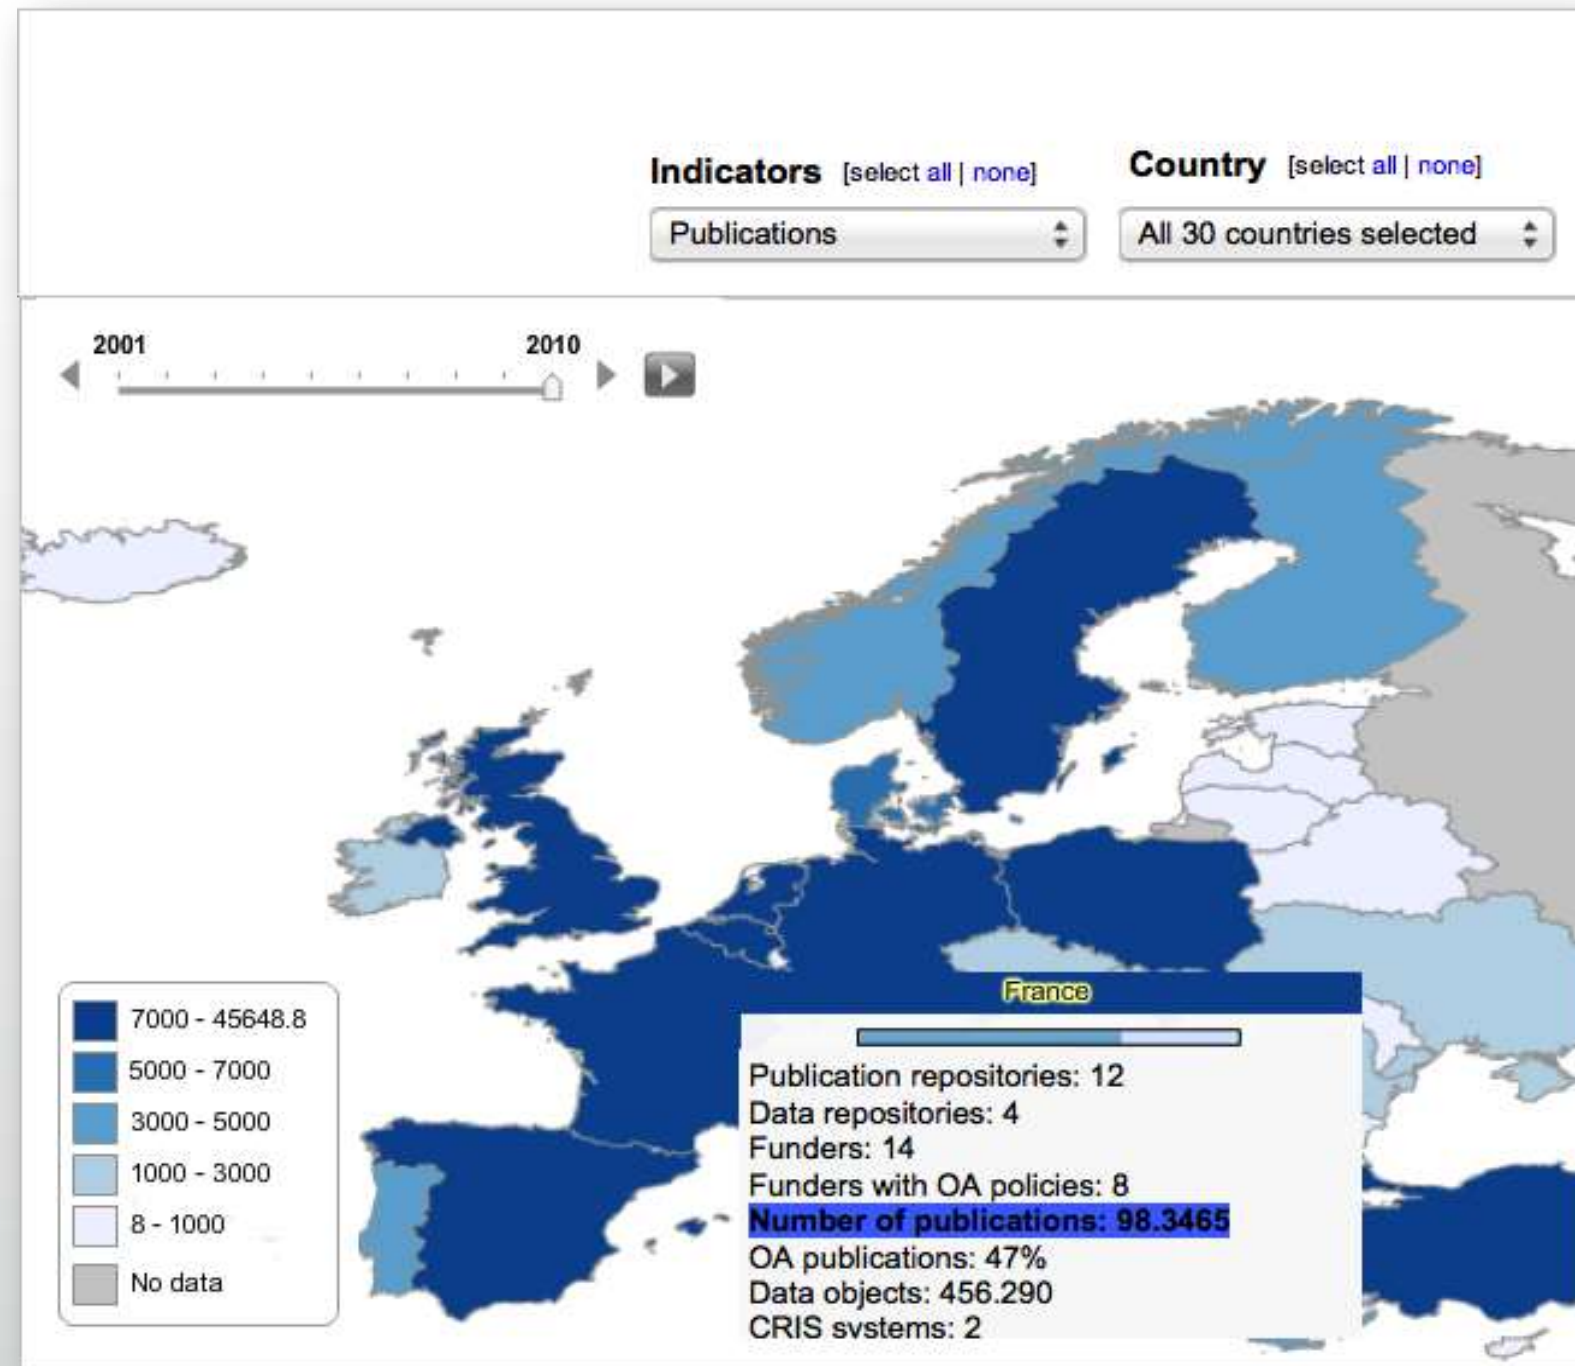 Indicators [select all | none]
Country [select all | none]
Publications
All 30 countries selected
2001
2010
7000 - 45648.8
5000 - 7000
3000 - 5000
1000 - 3000
8 - 1000
No data
France
Publication repositories: 12
Data repositories: 4
Funders: 14
Funders with OA policies: 8
Number of publications: 98.3465
OA publications: 47%
Data objects: 456.290
CRIS systems: 2